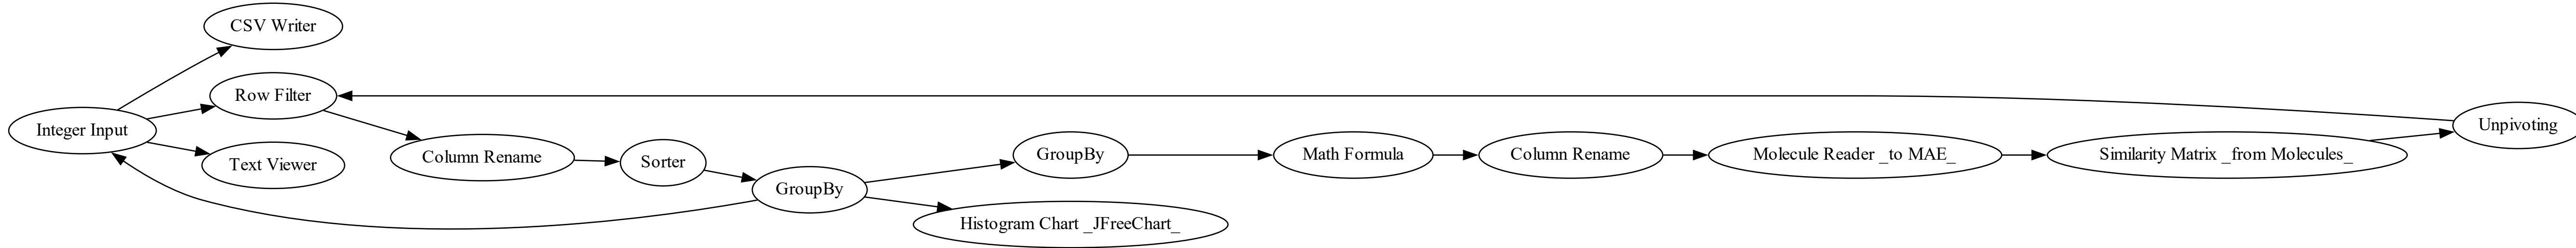 CSV Writer
Row Filter
Integer Input
Text Viewer
Column Rename
Sorter
GroupBy
GroupBy
Histogram Chart _JFreeChart_
Math Formula
Column Rename
Molecule Reader _to MAE_
Similarity Matrix _from Molecules_
Unpivoting